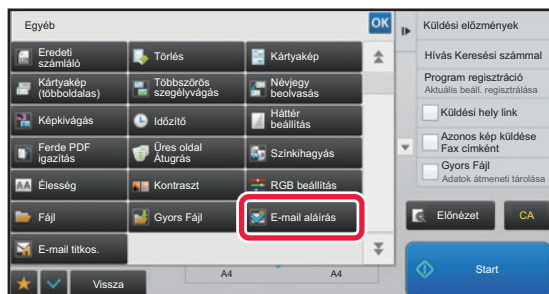 Egyéb
OK
Eredeti
számláló
Törlés
Kártyakép
Kártyakép
(többoldalas)
Többszörös
szegélyvágás
Névjegy
beolvasás
Képkivágás
Időzítő
Háttér
beállítás
Ferde PDF
igazítás
Üres oldal
Átugrás
Színkihagyás
AA Élesség
Kontraszt
RGB beállítás
Fájl
Gyors Fájl
E-mail aláírás
E-mail titkos.
Vissza
A4
A4
Küldési előzmények
Hívás Keresési számmal
Program regisztráció
Aktuális beáll. regisztrálása
Küldési hely link
Azonos kép küldése
Fax címként
Gyors Fájl
Adatok átmeneti tárolása
Előnézet
CA
Start